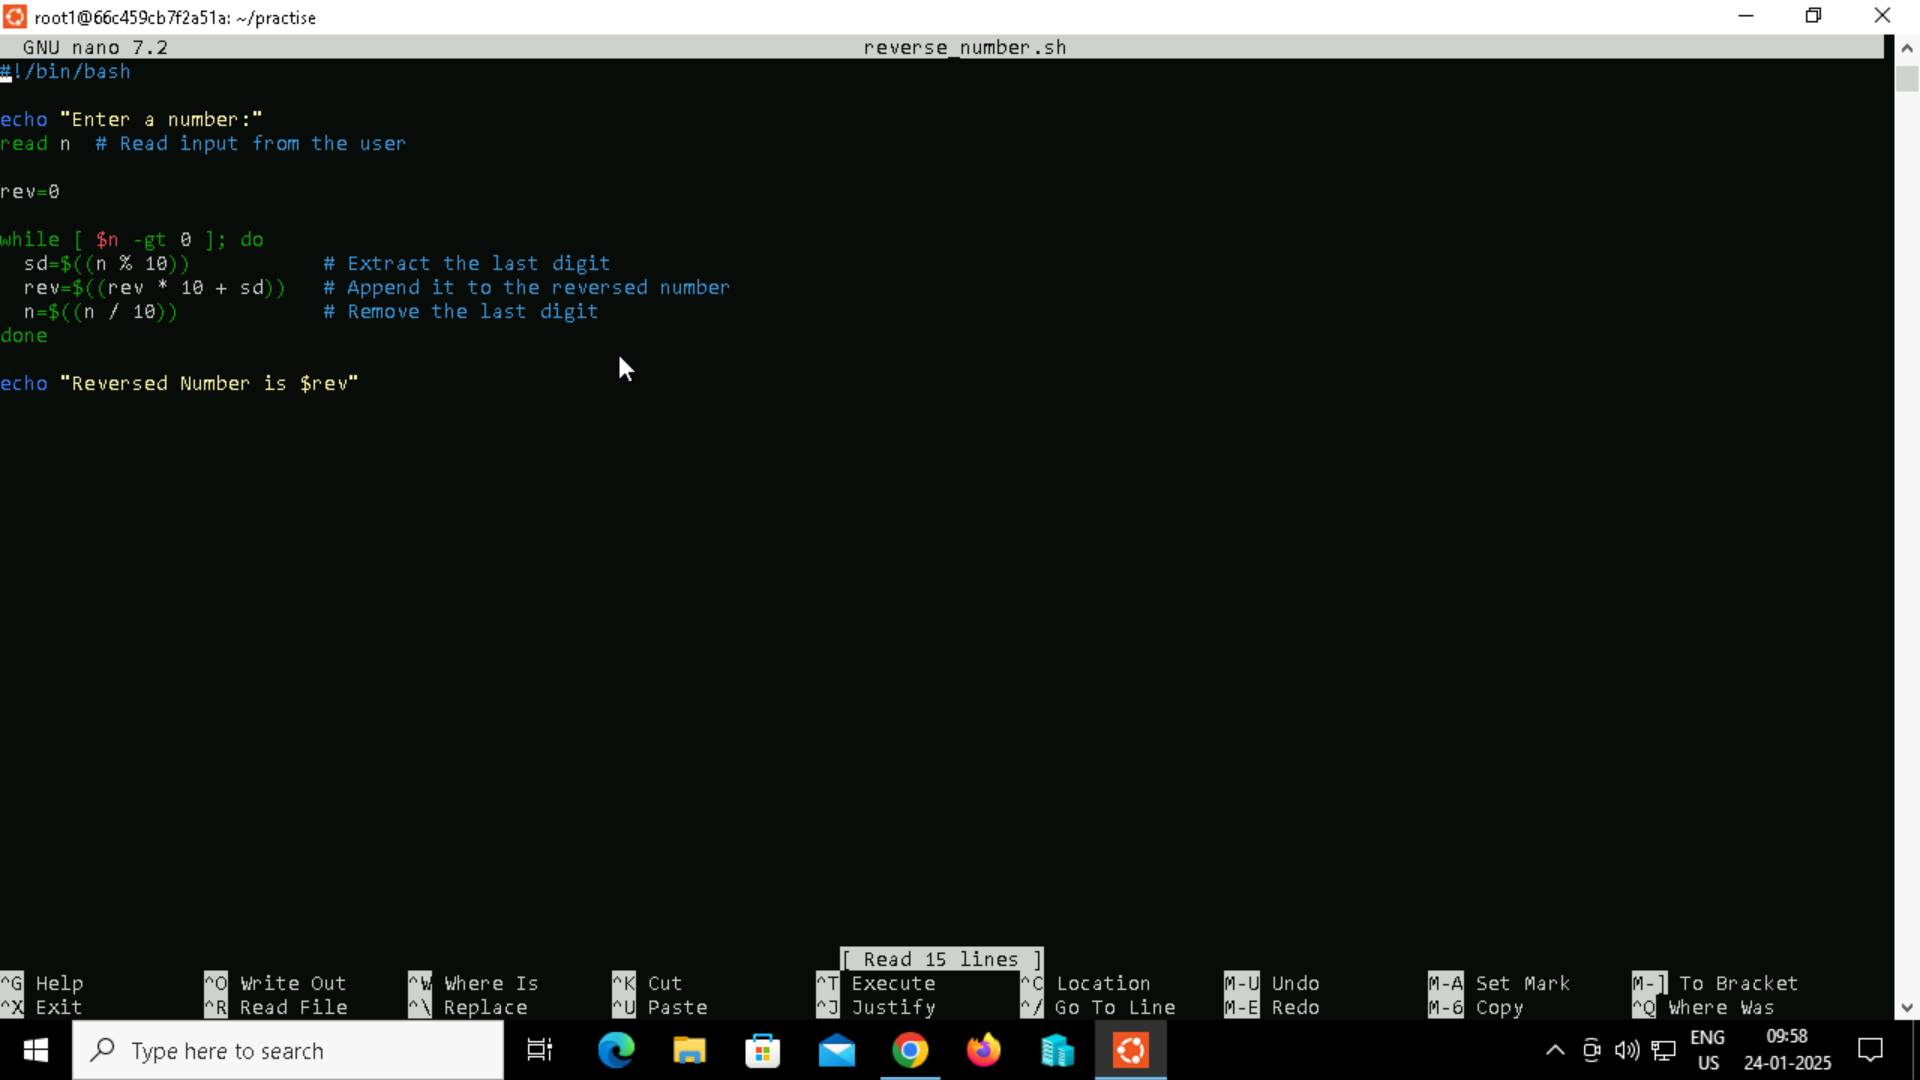 root1@66c459cb7f2a51a: ~/practise
GNU nano 7.2 reverse_number.sh
#!/bin/bash
echo "Enter a number:"
read n  # Read input from the user
rev=0
while [ $n -gt 0 ]; do
  sd=$((n % 10))           # Extract the last digit
  rev=$((rev * 10 + sd))   # Append it to the reversed number
  n=$((n / 10))            # Remove the last digit
done
echo "Reversed Number is $rev"
[ Read 15 lines ]
^G Help ^O Write Out ^W Where Is ^K Cut ^T Execute ^C Location M-U Undo M-A Set Mark M-] To Bracket
^X Exit ^R Read File ^\ Replace ^U Paste ^J Justify ^/ Go To Line M-E Redo M-6 Copy ^Q Where Was
Type here to search
ENG
US
09:58
24-01-2025